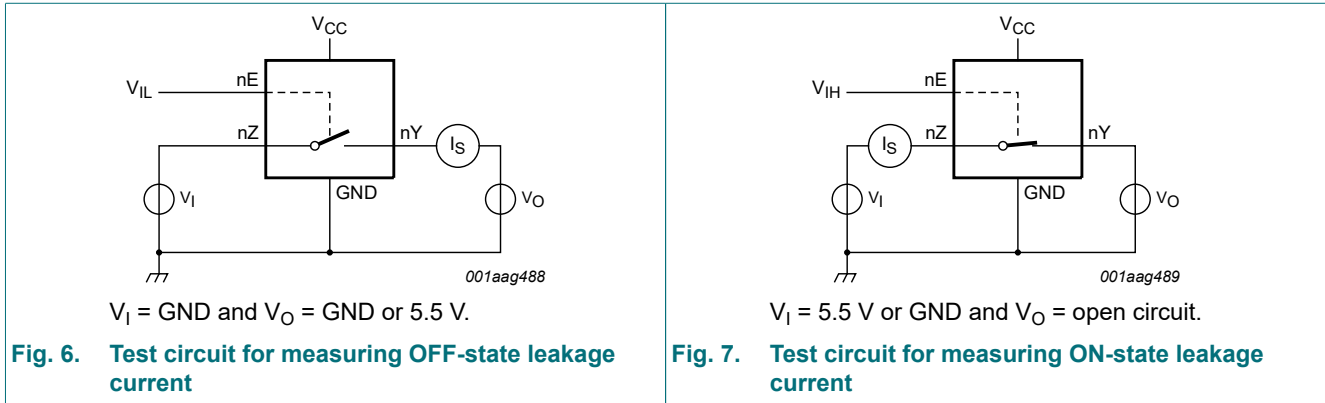 V_CC
V_IL
nE
nZ
nY
I_S
V_I
GND
V_O
001aag488
V_I = GND and V_O = GND or 5.5 V.
Fig. 6. Test circuit for measuring OFF-state leakage
current
V_CC
V_IH
nE
I_S
nZ
nY
V_I
GND
V_O
001aag489
V_I = 5.5 V or GND and V_O = open circuit.
Fig. 7. Test circuit for measuring ON-state leakage
current